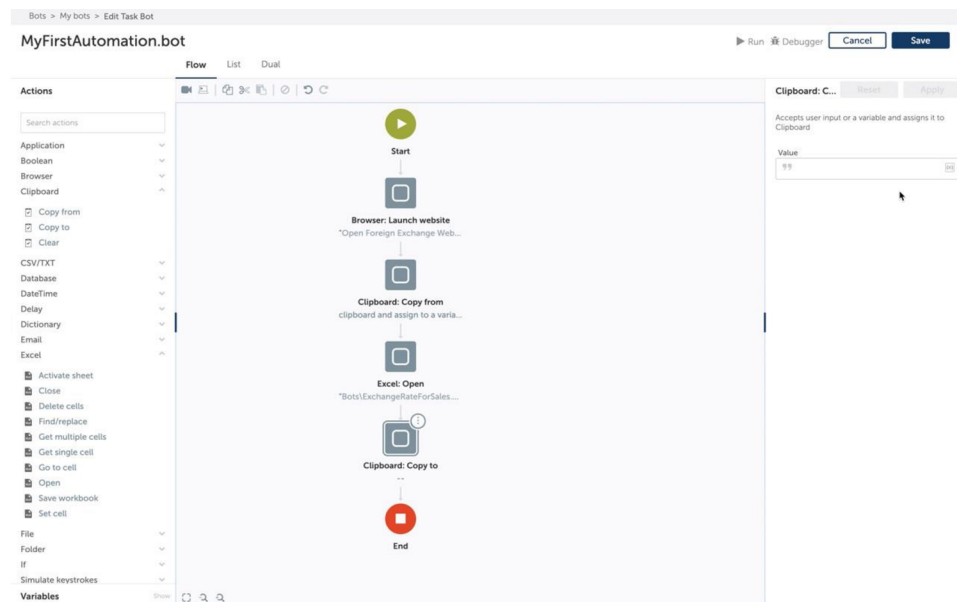 Bots > My bots > Edit Task Bot
MyFirstAutomation.bot
Run
Debugger
Cancel
Save
Flow
List
Dual
Actions
Search actions
Application
Boolean
Browser
Clipboard
Copy from
Copy to
Clear
CSV/TXT
Database
DateTime
Delay
Dictionary
Email
Excel
Activate sheet
Close
Delete cells
Find/replace
Get multiple cells
Get single cell
Go to cell
Open
Save workbook
Set cell
File
Folder
If
Simulate keystrokes
Variables
Show
Start
Browser: Launch website
"Open Foreign Exchange Web...
Clipboard: Copy from
clipboard and assign to a varia...
Excel: Open
"Bots\ExchangeRateForSales....
Clipboard: Copy to
--
End
Clipboard: C...
Reset
Apply
Accepts user input or a variable and assigns it to
Clipboard
Value